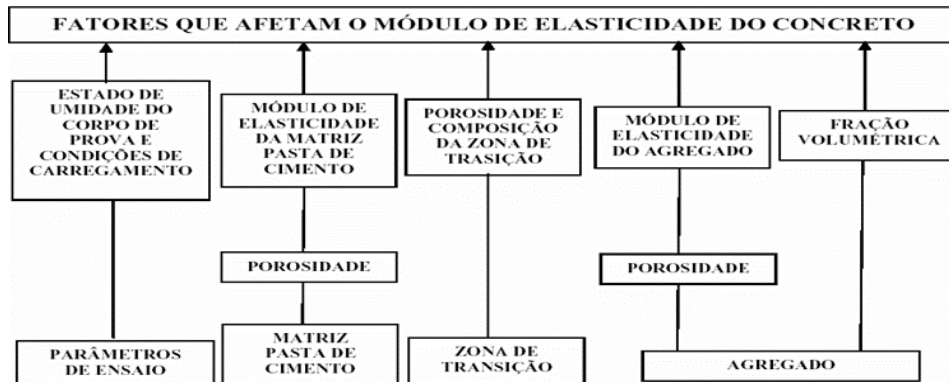 FATORES QUE AFETAM O MÓDULO DE ELASTICIDADE DO CONCRETO
ESTADO DE
UMIDADE DO
CORPO DE
PROVA E
CONDIÇÕES DE
CARREGAMENTO
MÓDULO DE
ELASTICIDADE
DA MATRIZ
PASTA DE
CIMENTO
POROSIDADE E
COMPOSIÇÃO
DA ZONA DE
TRASIÇÃO
MÓDULO DE
ELASTICIDADE
DO AGREGADO
FRAÇÃO
VOLUMÉTRICA
POROSIDADE
POROSIDADE
PARÂMETROS
DE ENSAIO
MATRIZ
PASTA DE
CIMENTO
ZONA DE
TRANSIÇÃO
AGREGADO